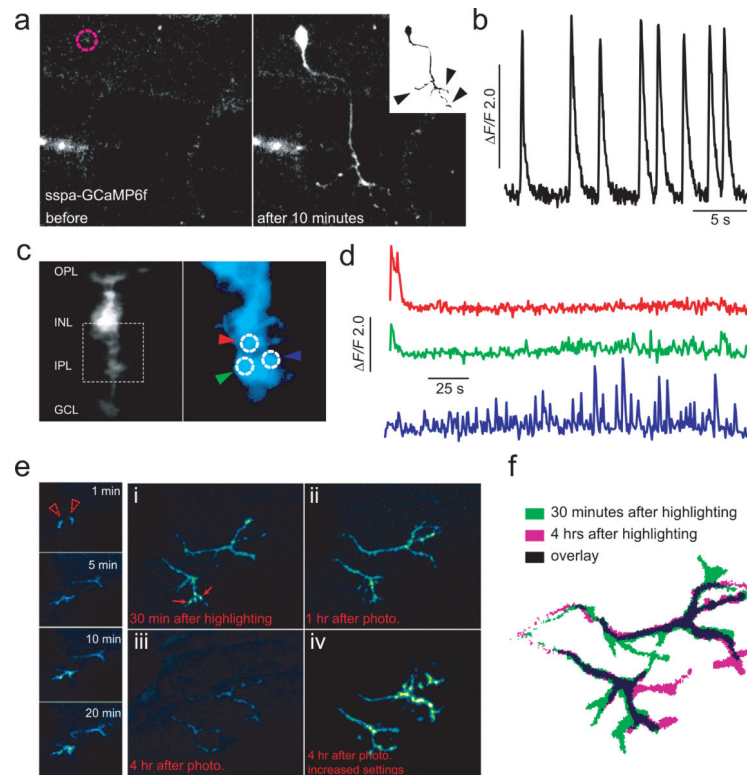 a
sspa-GCaMP6f
before
after 10 minutes
b
ΔF/F 2.0
5 s
c
OPL
INL
IPL
GCL
d
ΔF/F 2.0
25 s
e
1 min
5 min
10 min
20 min
i
30 min after highlighting
ii
1 hr after photo.
iii
4 hr after photo.
iv
4 hr after photo.
increased settings
f
30 minutes after highlighting
4 hrs after highlighting
overlay